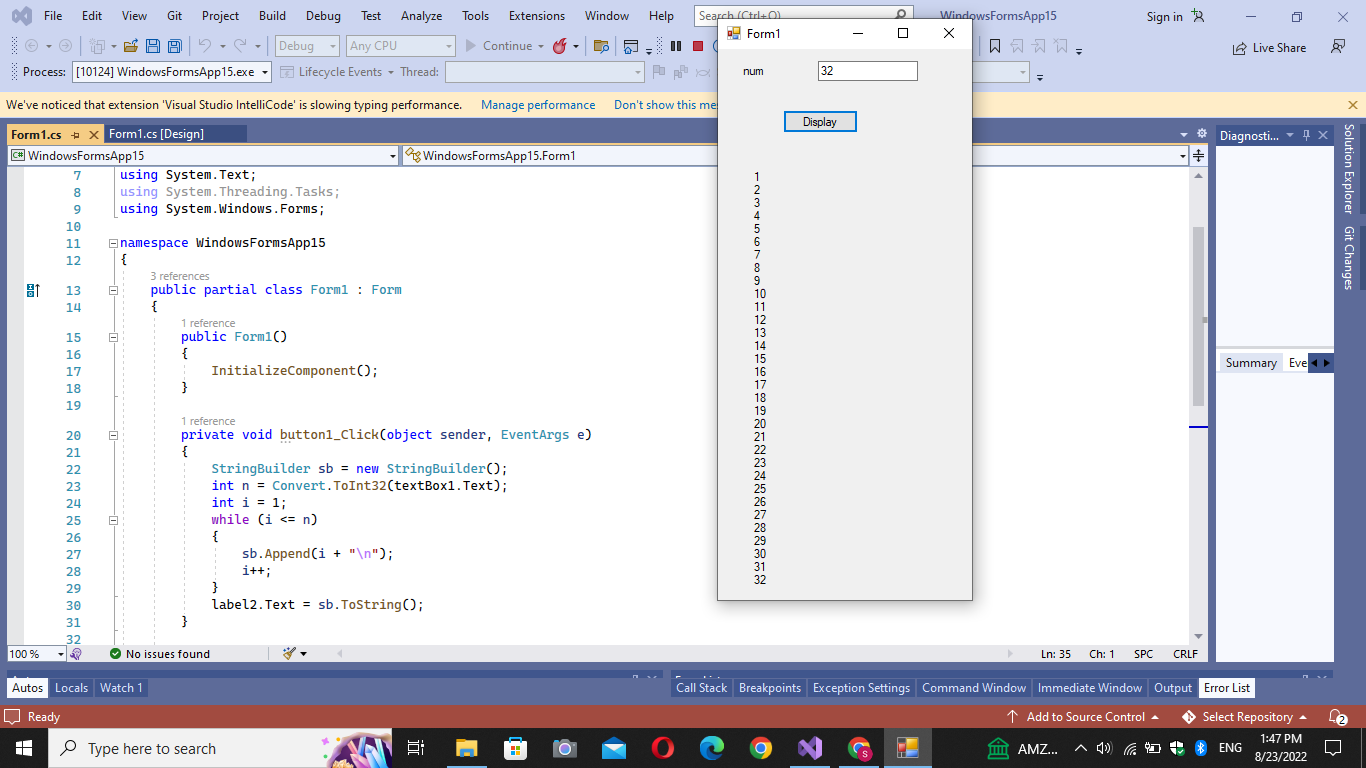 File Edit View Git Project Build Debug Test Analyze Tools Extensions Window Help Search (Ctrl+Q) WindowsFormsApp15 Sign in
Debug Any CPU Continue Live Share
Process: [10124] WindowsFormsApp15.exe Lifecycle Events Thread:
We've noticed that extension 'Visual Studio IntelliCode' is slowing typing performance. Manage performance Don't show this
Form1.cs Form1.cs [Design]
WindowsFormsApp15 WindowsFormsApp15.Form1
7 using System.Text;
8 using System.Threading.Tasks;
9 using System.Windows.Forms;
10
11 namespace WindowsFormsApp15
12 {
3 references
13 public partial class Form1 : Form
14 {
1 reference
15 public Form1()
16 {
17 InitializeComponent();
18 }
19
1 reference
20 private void button1_Click(object sender, EventArgs e)
21 {
22 StringBuilder sb = new StringBuilder();
23 int n = Convert.ToInt32(textBox1.Text);
24 int i = 1;
25 while (i <= n)
26 {
27 sb.Append(i + "\n");
28 i++;
29 }
30 label2.Text = sb.ToString();
31 }
32
Form1
num 32
Display
1
2
3
4
5
6
7
8
9
10
11
12
13
14
15
16
17
18
19
20
21
22
23
24
25
26
27
28
29
30
31
32
Diagnosti...
Summary Eve
Solution Explorer
Git Changes
100 % No issues found Ln: 35 Ch: 1 SPC CRLF
Autos Locals Watch 1 Call Stack Breakpoints Exception Settings Command Window Immediate Window Output Error List
Ready Add to Source Control Select Repository 2
Type here to search AMZ... ENG 1:47 PM
8/23/2022